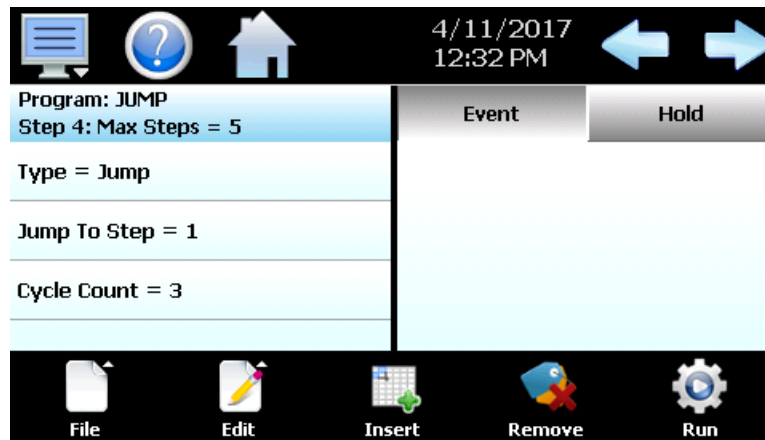 ?
4/11/2017
12:32 PM
Program: JUMP
Step 4: Max Steps = 5
Type = Jump
Jump To Step = 1
Cycle Count = 3
Event
Hold
File
Edit
Insert
Remove
Run